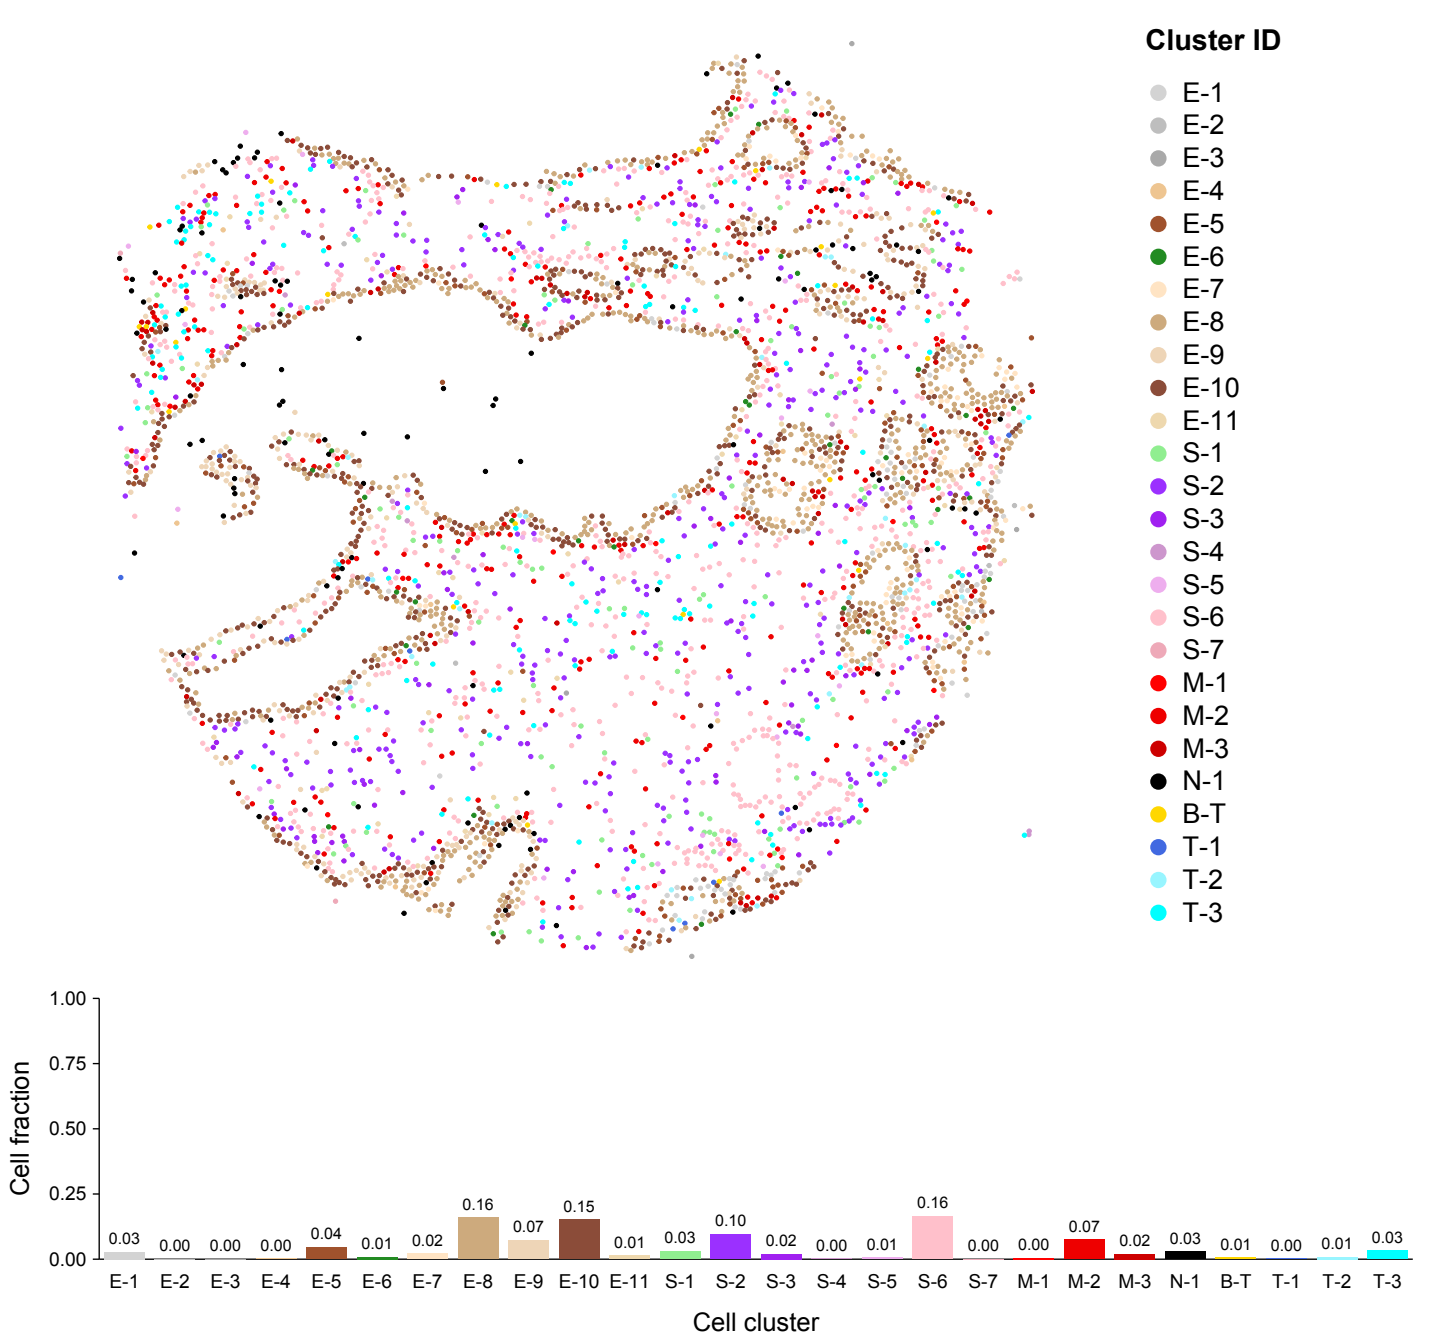 Cluster ID
E-1
E-2
E-3
E-4
E-5
E-6
E-7
E-8
E-9
E-10
E-11
S-1
S-2
S-3
S-4
S-5
S-6
S-7
M-1
M-2
M-3
N-1
B-T
T-1
T-2
T-3
1.00
0.75
0.50
0.25
0.00
Cell fraction
0.03 0.00 0.00 0.00 0.04 0.01 0.02 0.16 0.07 0.15 0.01 0.03 0.10 0.02 0.00 0.01 0.16 0.00 0.00 0.07 0.02 0.03 0.01 0.00 0.01 0.03
E-1 E-2 E-3 E-4 E-5 E-6 E-7 E-8 E-9 E-10 E-11 S-1 S-2 S-3 S-4 S-5 S-6 S-7 M-1 M-2 M-3 N-1 B-T T-1 T-2 T-3
Cell cluster